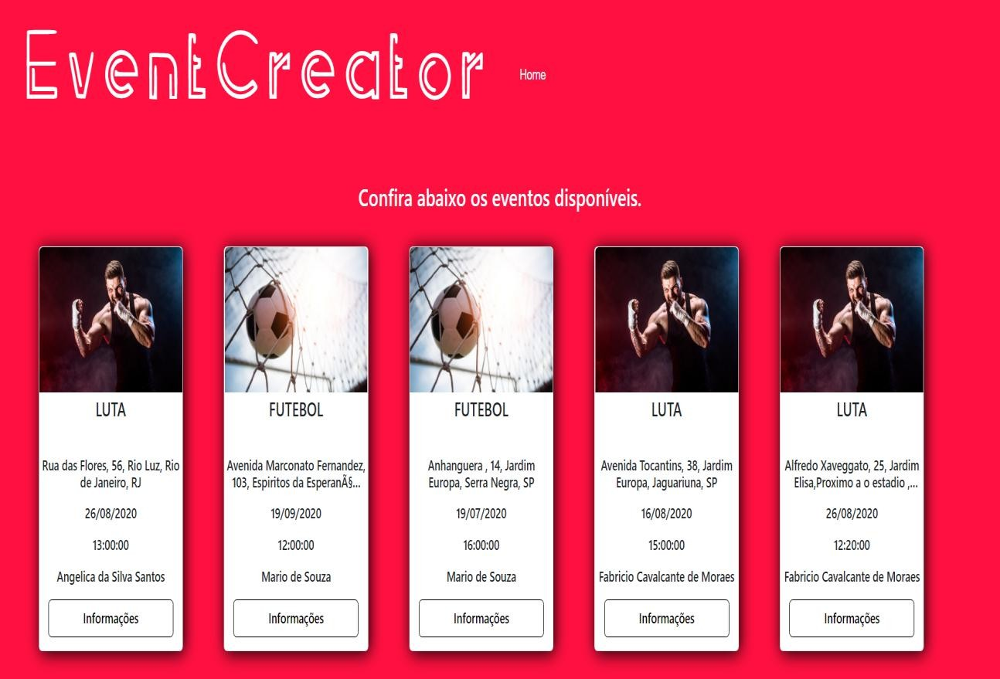 EventCreator
Home
Confira abaixo os eventos disponíveis.
LUTA
Rua das Flores, 56, Rio Luz, Rio
de Janeiro, RJ
26/08/2020
13:00:00
Angelica da Silva Santos
Informações
FUTEBOL
Avenida Marconato Fernandez,
103, Espiritos da EsperanÃ§...
19/09/2020
12:00:00
Mario de Souza
Informações
FUTEBOL
Anhanguera , 14, Jardim
Europa, Serra Negra, SP
19/07/2020
16:00:00
Mario de Souza
Informações
LUTA
Avenida Tocantins, 38, Jardim
Europa, Jaguariuna, SP
16/08/2020
15:00:00
Fabricio Cavalcante de Moraes
Informações
LUTA
Alfredo Xaveggato, 25, Jardim
Elisa,Proximo a o estadio ,...
26/08/2020
12:20:00
Fabricio Cavalcante de Moraes
Informações